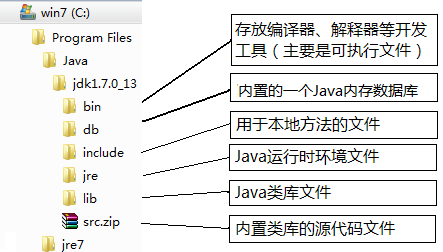 win7 (C:)
Program Files
Java
jdk1.7.0_13
bin
db
include
jre
lib
src.zip
jre7
存放编译器、解释器等开发
工具（主要是可执行文件）
内置的一个Java内存数据库
用于本地方法的文件
Java运行时环境文件
Java类库文件
内置类库的源代码文件